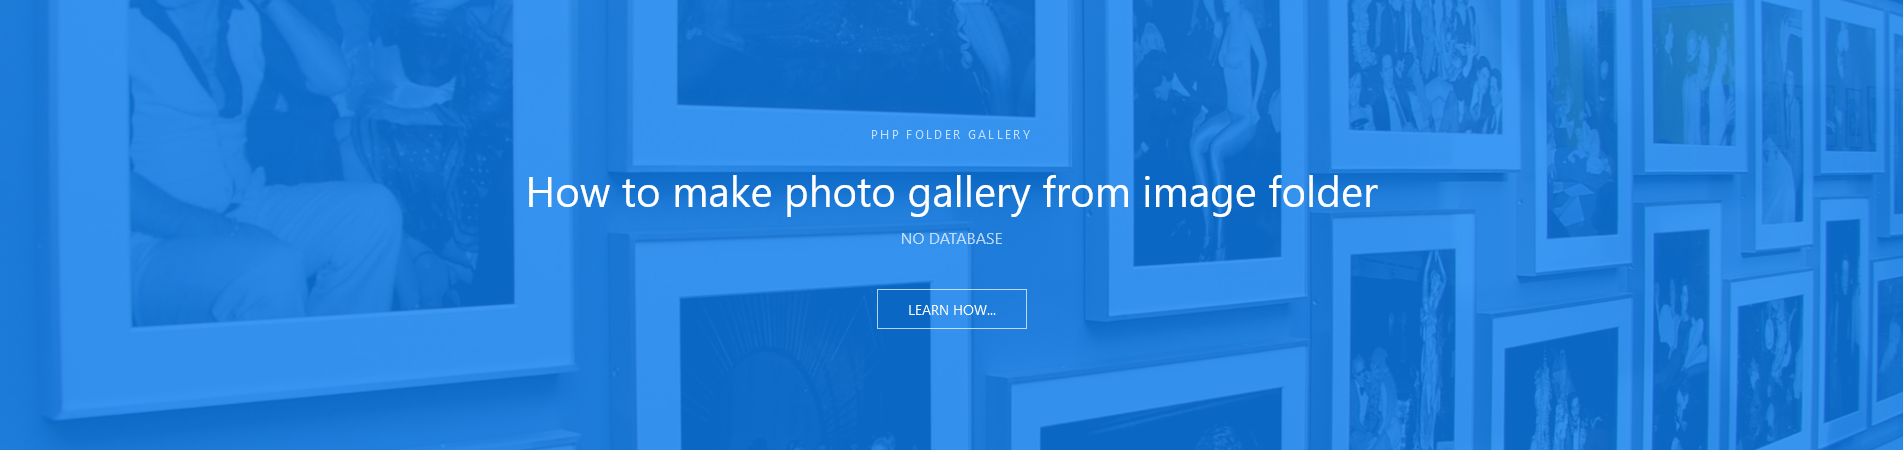 PHP FOLDER GALLERY
How to make photo gallery from image folder
NO DATABASE
LEARN HOW...